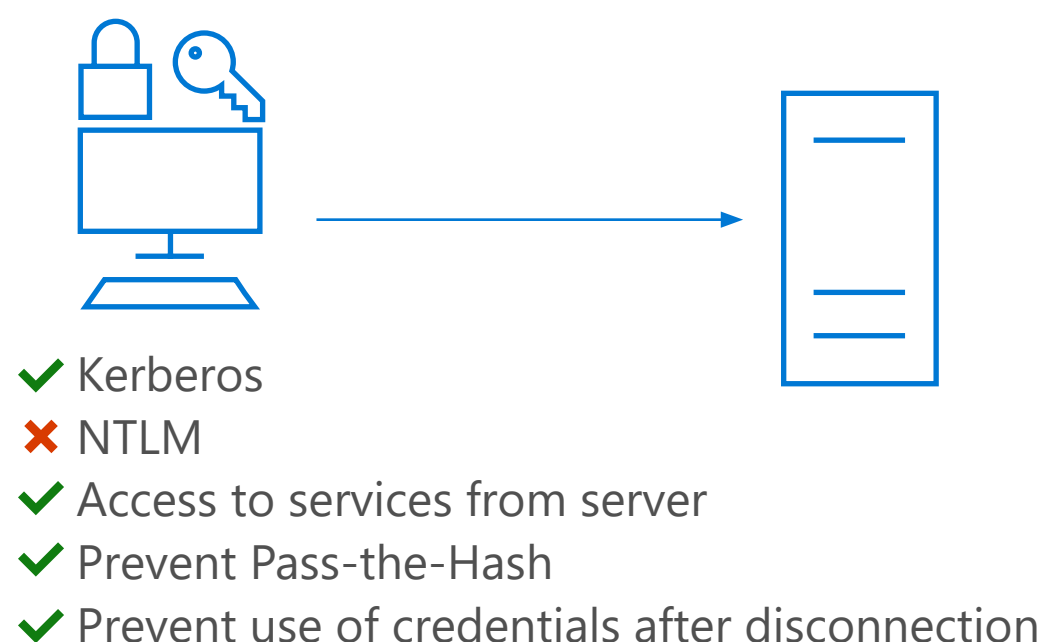 Kerberos
NTLM
Access to services from server
Prevent Pass-the-Hash
Prevent use of credentials after disconnection